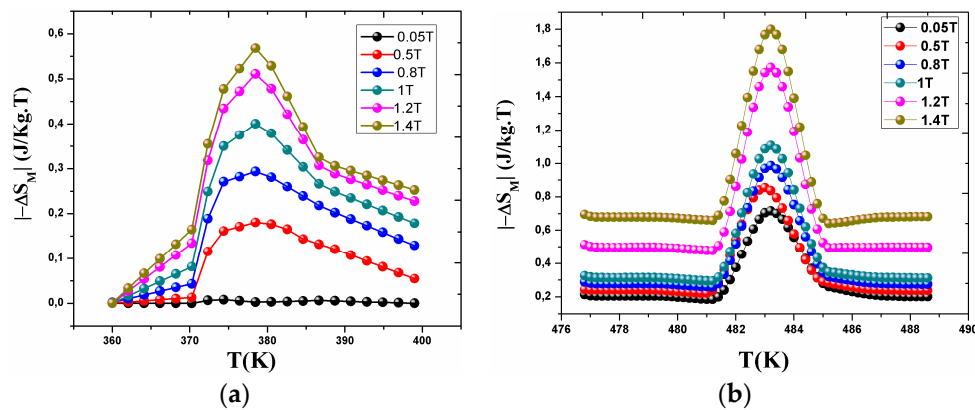 |−ΔS_M| (J/Kg.T)
0,6
0,5
0,4
0,3
0,2
0,1
0,0
0.05T
0.5T
0.8T
1T
1.2T
1.4T
360 370 380 390 400
T(K)
(a)
|−ΔS_M| (J/kg.T)
1,8
1,6
1,4
1,2
1,0
0,8
0,6
0,4
0,2
0.05T
0.5T
0.8T
1T
1.2T
1.4T
476 478 480 482 484 486 488 490
T(K)
(b)